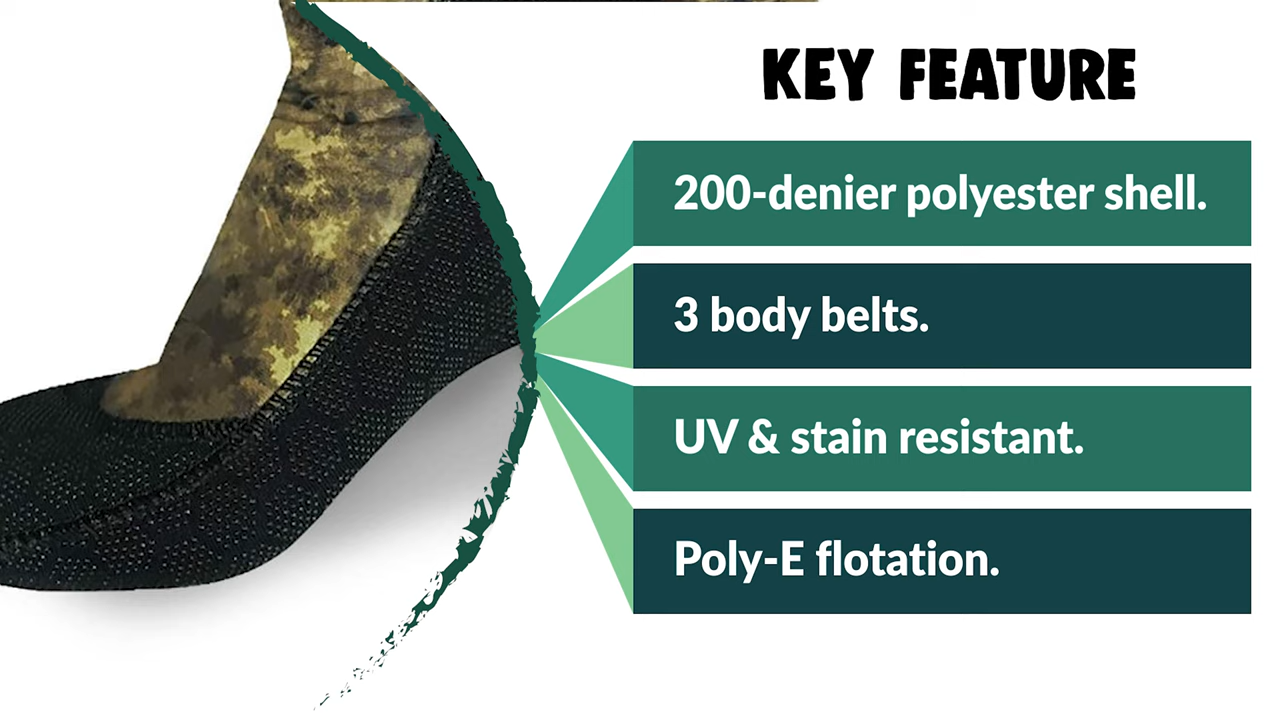 KEY FEATURE
200-denier polyester shell.
3 body belts.
UV & stain resistant.
Poly-E flotation.